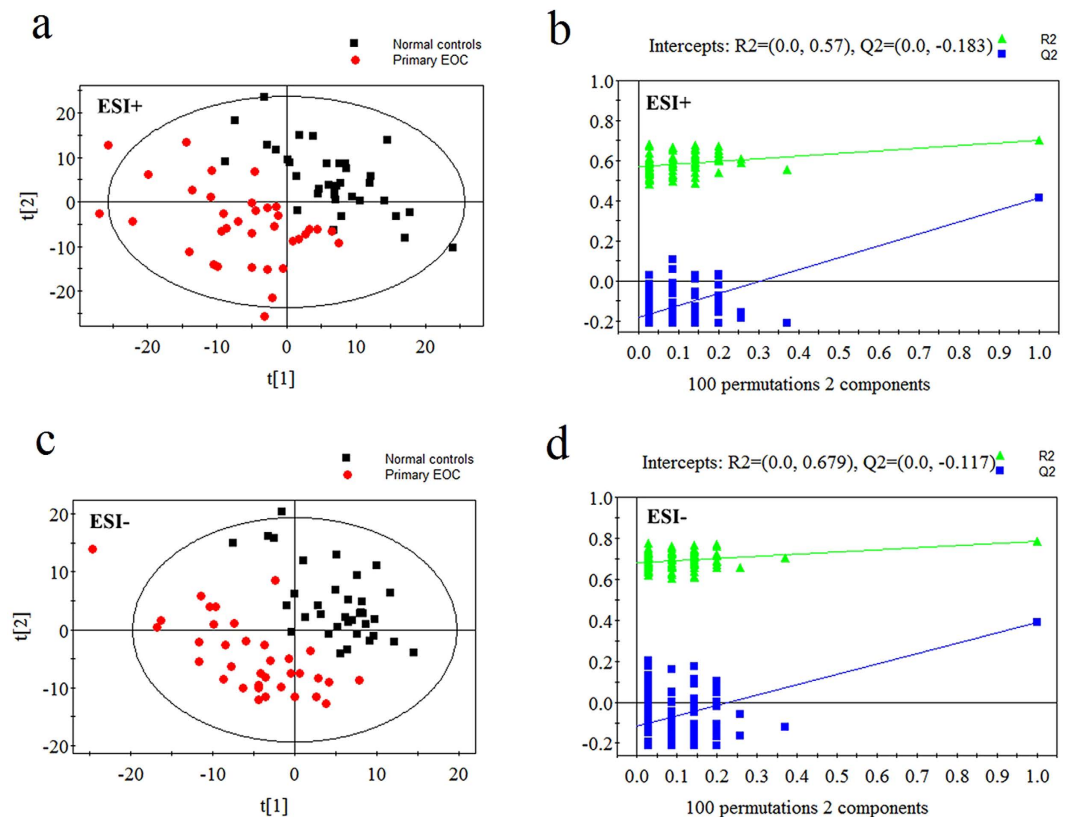 a
Normal controls
Primary EOC
ESI+
20
10
0
-10
-20
t[2]
-20
-10
0
10
20
t[1]
b
Intercepts: R2=(0.0, 0.57), Q2=(0.0, -0.183)
R2
Q2
ESI+
1.0
0.8
0.6
0.4
0.2
-0.0
-0.2
0.0
0.1
0.2
0.3
0.4
0.5
0.6
0.7
0.8
0.9
1.0
100 permutations 2 components
c
Normal controls
Primary EOC
ESI-
20
10
0
-10
-20
t[2]
-20
-10
0
10
20
t[1]
d
Intercepts: R2=(0.0, 0.679), Q2=(0.0, -0.117)
R2
Q2
ESI-
1.0
0.8
0.6
0.4
0.2
-0.0
-0.2
0.0
0.1
0.2
0.3
0.4
0.5
0.6
0.7
0.8
0.9
1.0
100 permutations 2 components